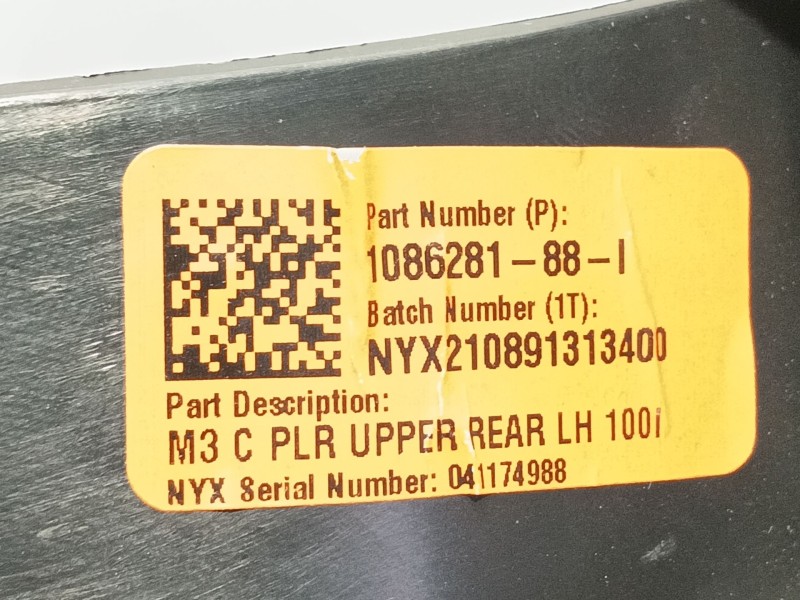 Part Number (P):
1086281-88-I
Batch Number (1T):
NYX210891313400
Part Description:
M3 C PLR UPPER REAR LH 100i
NYX Serial Number: 041174988